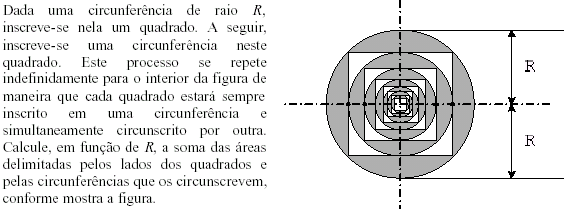 Dada uma circunferência de raio R,
inscreve-se nela um quadrado. A seguir,
inscreve-se uma circunferência neste
quadrado. Este processo se repete
indefinidamente para o interior da figura de
maneira que cada quadrado estará sempre
inscrito em uma circunferência e
simultaneamente circunscrito por outra.
Calcule, em função de R, a soma das áreas
delimitadas pelos lados dos quadrados e
pelas circunferências que os circunscrevem,
conforme mostra a figura.
R
R